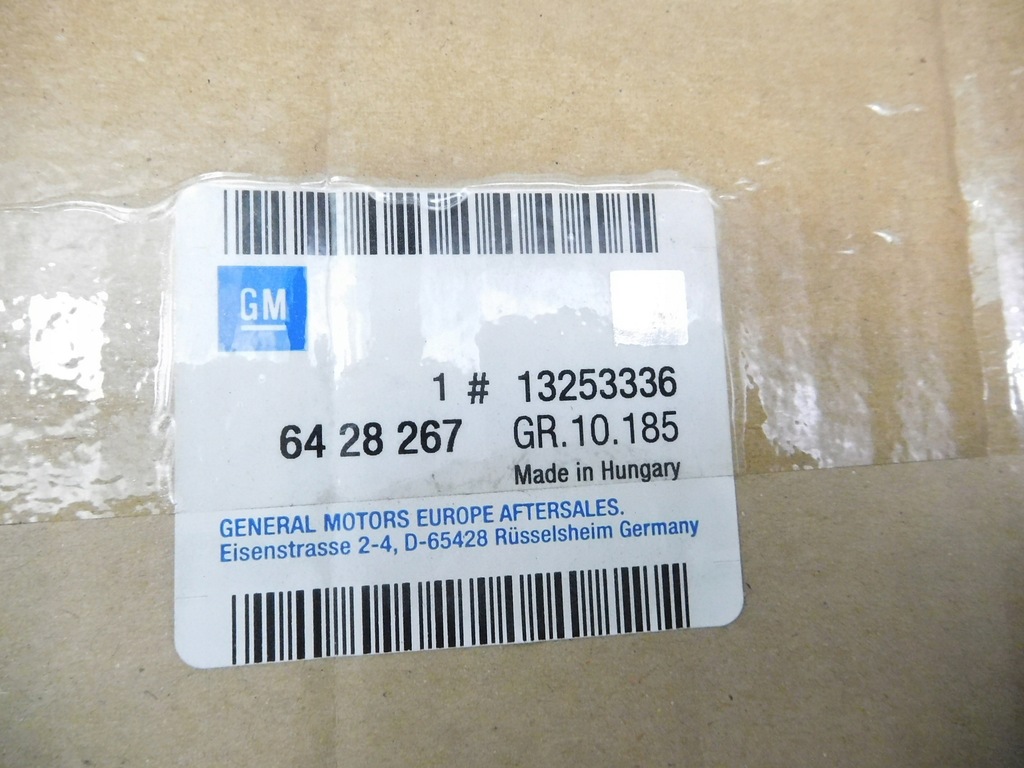 GM
1 # 13253336
64 28 267 GR.10.185
Made in Hungary
GENERAL MOTORS EUROPE AFTERSALES.
Eisenstrasse 2-4, D-65428 Rüsselsheim Germany